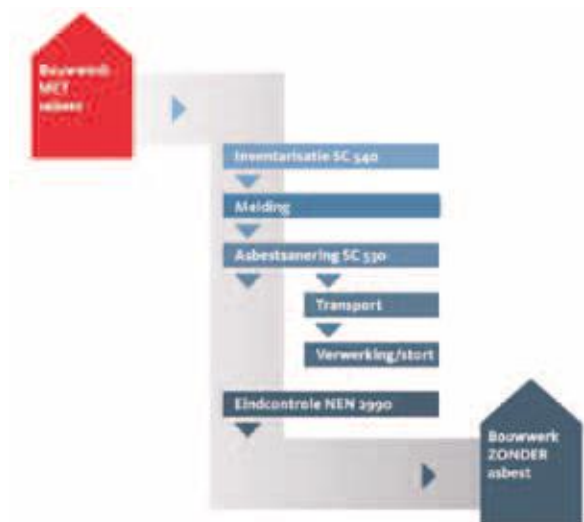 Bouwwerk
MET
asbest
Inventarisatie SC 540
Melding
Asbestsanering SC 530
Transport
Verwerking/stort
Eindcontrole NEN 2990
Bouwwerk
ZONDER
asbest